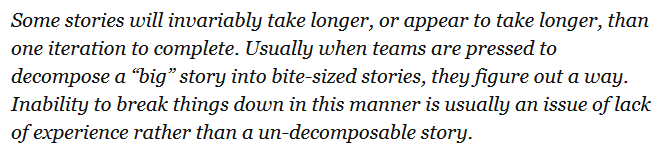 Some stories will invariably take longer, or appear to take longer, than
one iteration to complete. Usually when teams are pressed to
decompose a “big” story into bite-sized stories, they figure out a way.
Inability to break things down in this manner is usually an issue of lack
of experience rather than a un-decomposable story.